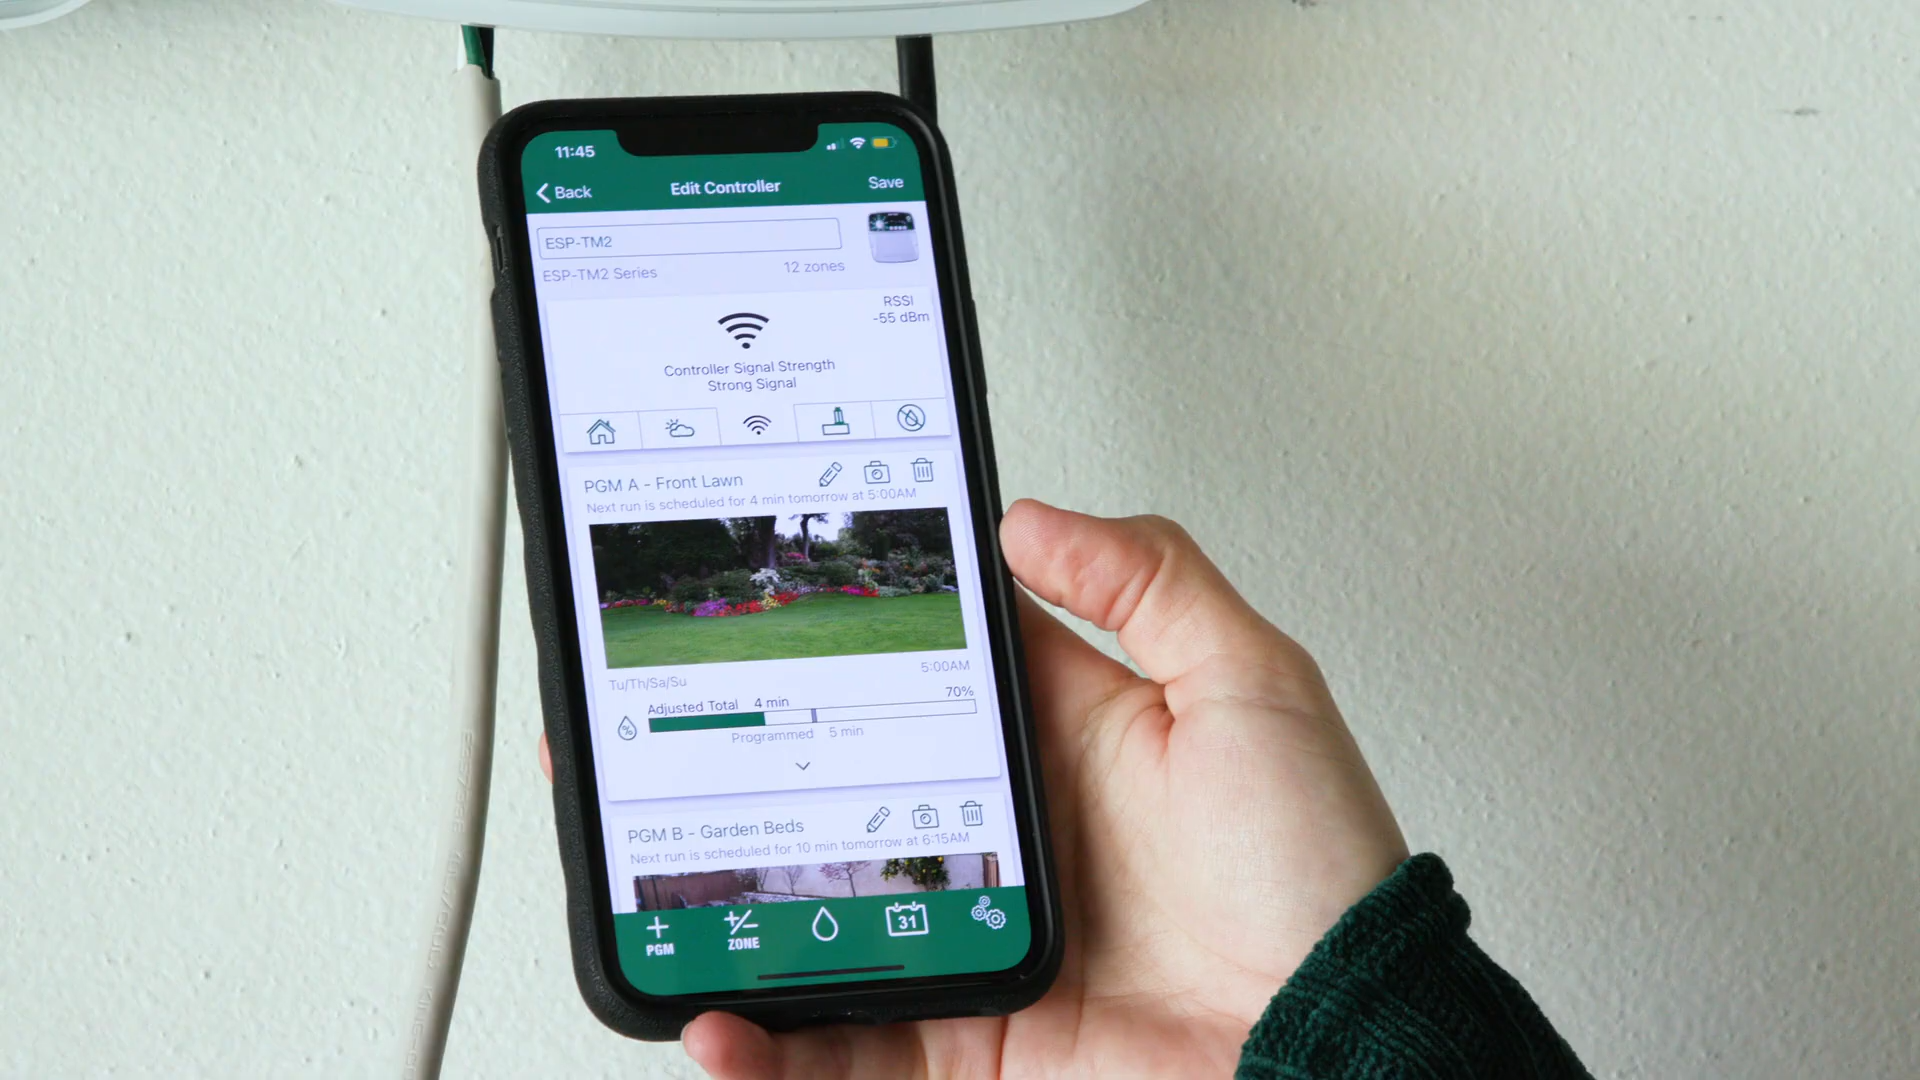 11:45
Back Edit Controller Save
ESP-TM2
ESP-TM2 Series 12 zones
RSSI
-55 dBm
Controller Signal Strength
Strong Signal
PGM A - Front Lawn
Next run is scheduled for 4 min tomorrow at 5:00AM
Tu/Th/Sa/Su 5:00AM
Adjusted Total 4 min 70%
%
Programmed 5 min
PGM B - Garden Beds
Next run is scheduled for 10 min tomorrow at 6:15AM
+ PGM
+/- ZONE
31